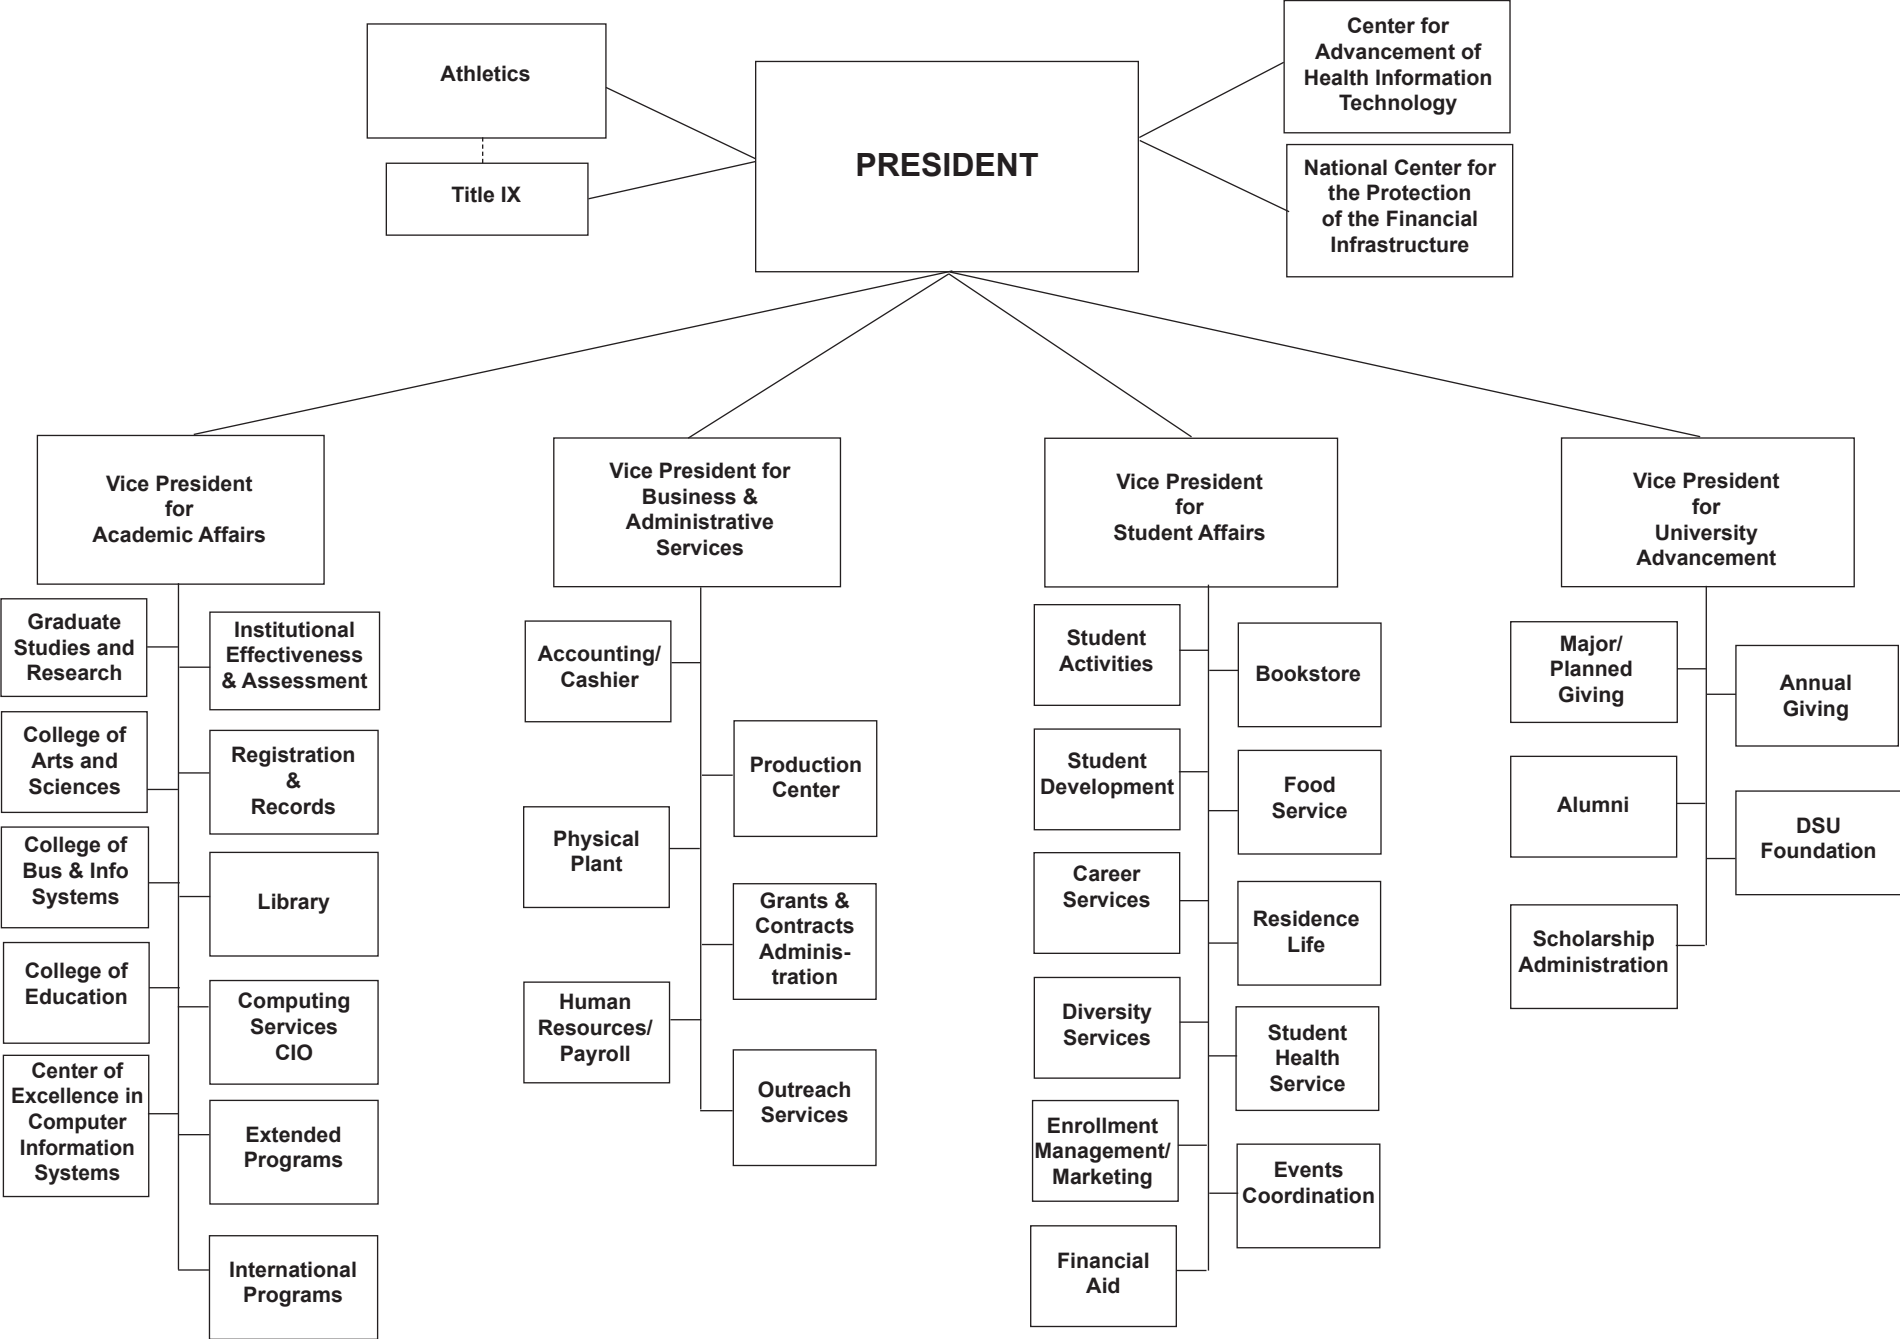 Athletics
Title IX
PRESIDENT
Center for
Advancement of
Health Information
Technology
National Center for
the Protection
of the Financial
Infrastructure
Vice President
for
Academic Affairs
Graduate
Studies and
Research
Institutional
Effectiveness
& Assessment
College of
Arts and
Sciences
Registration
&
Records
College of
Bus & Info
Systems
Library
College of
Education
Computing
Services
CIO
Center of
Excellence in
Computer
Information
Systems
Extended
Programs
International
Programs
Vice President for
Business &
Administrative
Services
Accounting/
Cashier
Production
Center
Physical
Plant
Grants &
Contracts
Adminis-
tration
Human
Resources/
Payroll
Outreach
Services
Vice President
for
Student Affairs
Student
Activities
Bookstore
Student
Development
Food
Service
Career
Services
Residence
Life
Diversity
Services
Student
Health
Service
Enrollment
Management/
Marketing
Events
Coordination
Financial
Aid
Vice President
for
University
Advancement
Major/
Planned
Giving
Annual
Giving
Alumni
DSU
Foundation
Scholarship
Administration